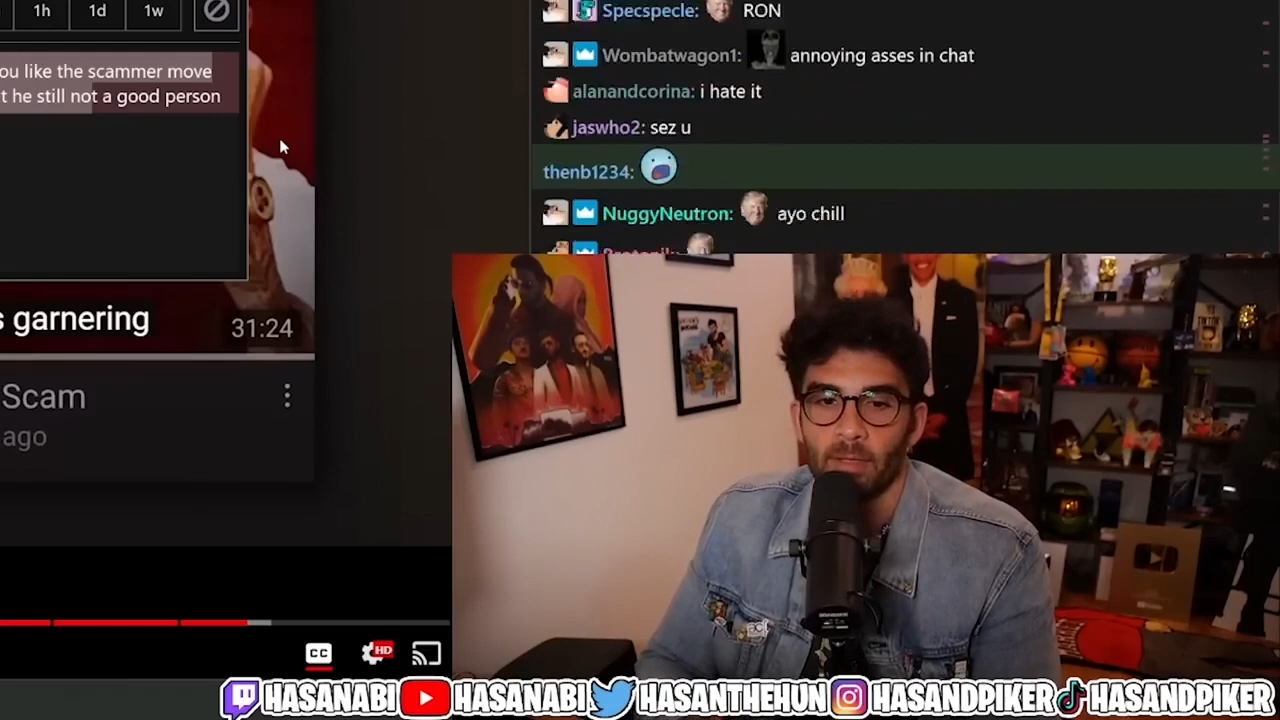 1h
1d
1w
ou like the scammer move
t he still not a good person
s garnering
31:24
Scam
ago
Specspecle: RON
Wombatwagon1: annoying asses in chat
alanandcorina: i hate it
jaswho2: sez u
thenb1234:
NuggyNeutron: ayo chill
CC
HD
HASANABI
HASANABI
HASANTHEHUN
HASANDPIKER
HASANDPIKER